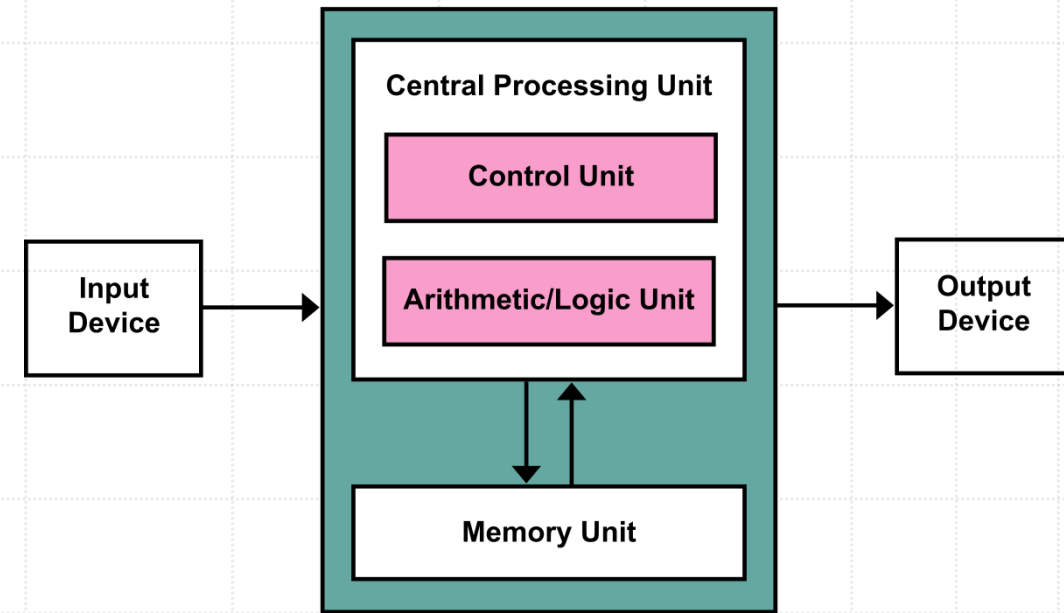 Central Processing Unit
Control Unit
Arithmetic/Logic Unit
Input
Device
Output
Device
Memory Unit